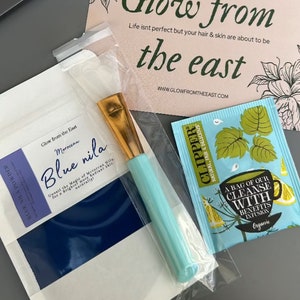 Glow from
Life isnt perfect but your hair & skin are about to be
the east
WWW.GLOWFROMTHEEAST.COM
Glow from the East
Moroccan
Blue nila
CLIPPER
A BAG OF OUR
CLEANSE
WITH
BENEFITS
INFUSION
Organic